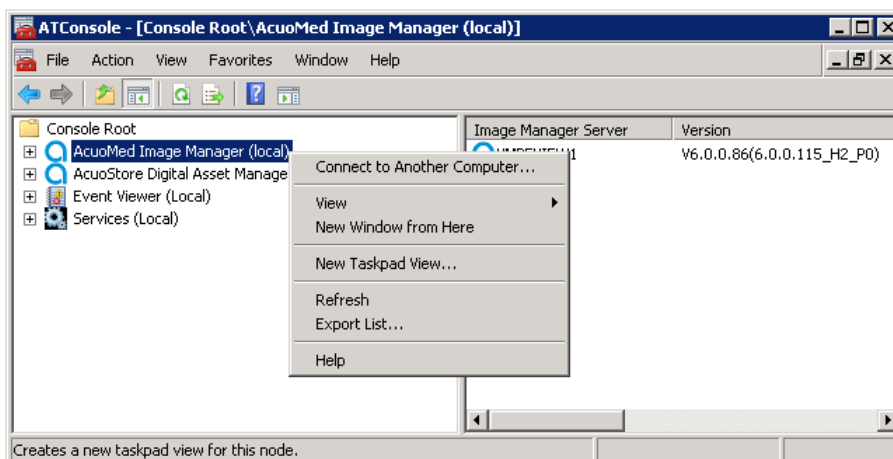 ATConsole - [Console Root\AcuoMed Image Manager (local)]
File Action View Favorites Window Help
Console Root
AcuoMed Image Manager (local)
AcuoStore Digital Asset Manage
Event Viewer (Local)
Services (Local)
Connect to Another Computer...
View
New Window from Here
New Taskpad View...
Refresh
Export List...
Help
Image Manager Server Version
V6.0.0.86(6.0.0.115_H2_P0)
Creates a new taskpad view for this node.